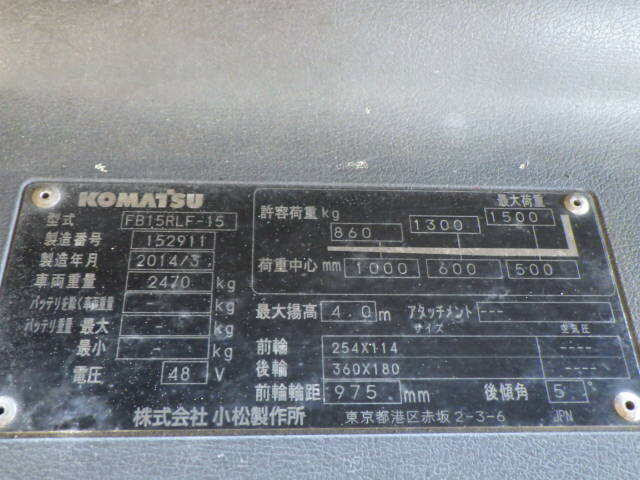 KOMATSU
型式 FB15RLF-15
製造番号 152911
製造年月 2014/3
車両重量 2470 kg
バッテリを除く車両重量 - kg
バッテリ重量 最大 - kg
最小 - kg
電圧 48 V
最大荷重
許容荷重 kg 860 1300 1500
荷重中心 mm 1000 600 500
最大揚高 4.0 m アタッチメント ---
サイズ 空気圧
前輪 254X114 ----
後輪 360X180 ----
前輪輪距 975 mm 後傾角 5°
株式会社 小松製作所 東京都港区赤坂2-3-6 JPN